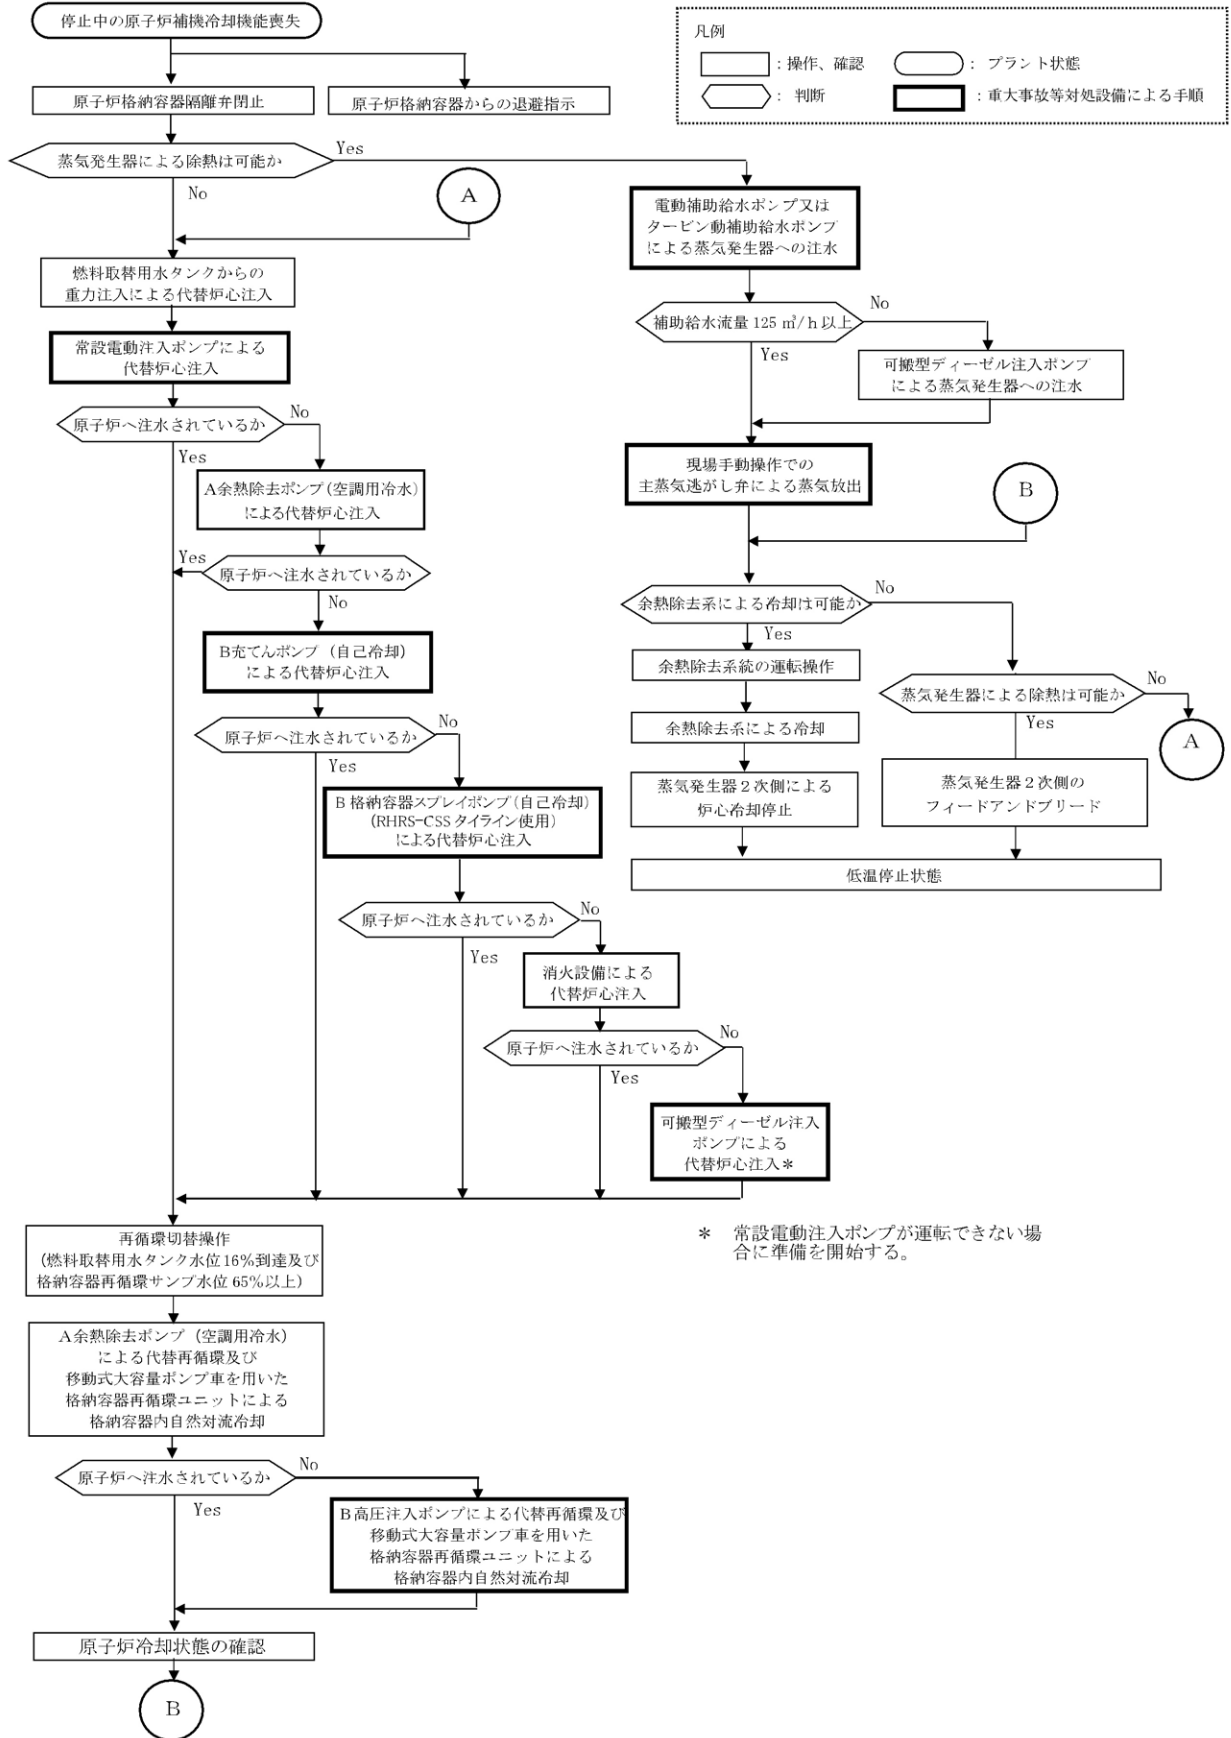 停止中の原子炉補機冷却機能喪失
凡例
：操作、確認
：プラント状態
：判断
：重大事故等対処設備による手順
原子炉格納容器隔離弁閉止
原子炉格納容器からの退避指示
蒸気発生器による除熱は可能か
Yes
No
A
燃料取替用水タンクからの
重力注入による代替炉心注入
常設電動注入ポンプによる
代替炉心注入
原子炉へ注水されているか
No
Yes
A余熱除去ポンプ(空調用冷水)
による代替炉心注入
Yes
原子炉へ注水されているか
No
B充てんポンプ（自己冷却）
による代替炉心注入
原子炉へ注水されているか
No
Yes
B格納容器スプレイポンプ(自己冷却)
(RHRS-CSSタイライン使用)
による代替炉心注入
原子炉へ注水されているか
No
Yes
消火設備による
代替炉心注入
原子炉へ注水されているか
No
Yes
可搬型ディーゼル注入
ポンプによる
代替炉心注入＊
電動補助給水ポンプ又は
タービン動補助給水ポンプ
による蒸気発生器への注水
補助給水流量125㎥/h以上
No
Yes
可搬型ディーゼル注入ポンプ
による蒸気発生器への注水
現場手動操作での
主蒸気逃がし弁による蒸気放出
B
余熱除去系による冷却は可能か
No
Yes
余熱除去系統の運転操作
余熱除去系による冷却
蒸気発生器２次側による
炉心冷却停止
蒸気発生器による除熱は可能か
No
Yes
A
蒸気発生器２次側の
フィードアンドブリード
低温停止状態
＊　常設電動注入ポンプが運転できない場
合に準備を開始する。
再循環切替操作
(燃料取替用水タンク水位16％到達及び
格納容器再循環サンプ水位65％以上)
A余熱除去ポンプ（空調用冷水）
による代替再循環及び
移動式大容量ポンプ車を用いた
格納容器再循環ユニットによる
格納容器内自然対流冷却
原子炉へ注水されているか
No
Yes
B高圧注入ポンプによる代替再循環及び
移動式大容量ポンプ車を用いた
格納容器再循環ユニットによる
格納容器内自然対流冷却
原子炉冷却状態の確認
B